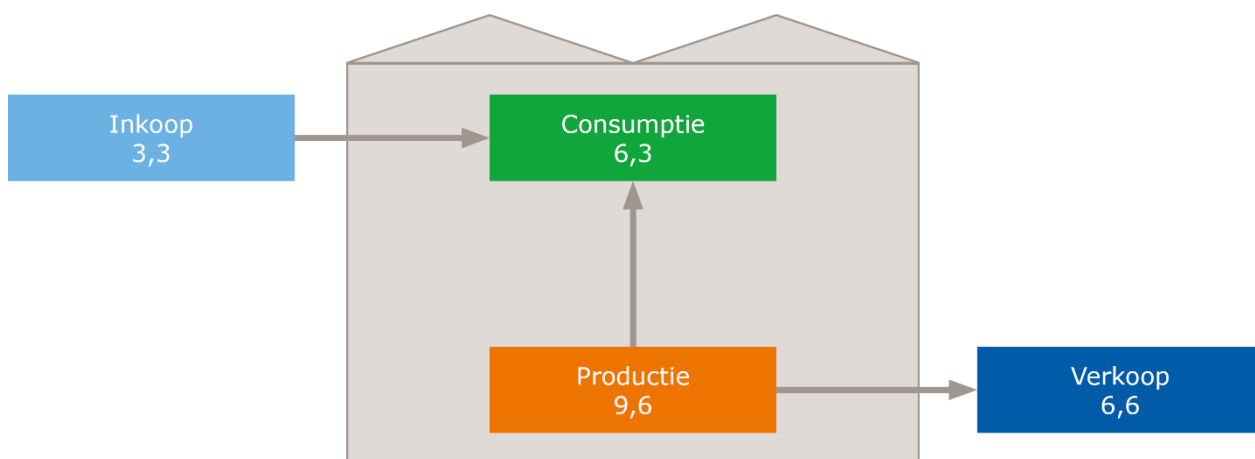 Inkoop
3,3
Consumptie
6,3
Productie
9,6
Verkoop
6,6